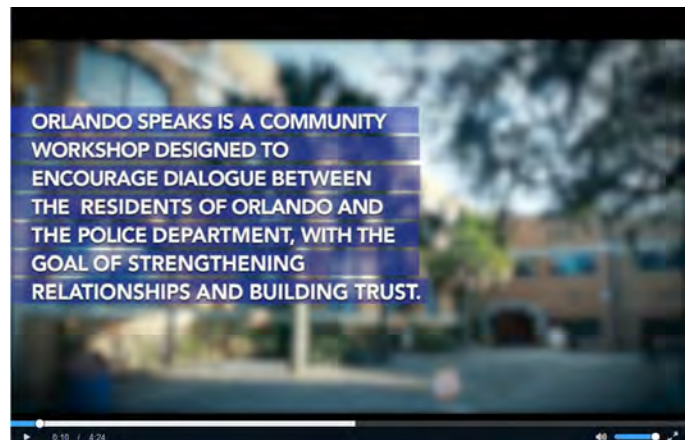 ORLANDO SPEAKS IS A COMMUNITY
WORKSHOP DESIGNED TO
ENCOURAGE DIALOGUE BETWEEN
THE RESIDENTS OF ORLANDO AND
THE POLICE DEPARTMENT, WITH THE
GOAL OF STRENGTHENING
RELATIONSHIPS AND BUILDING TRUST.
0:10 / 4:24